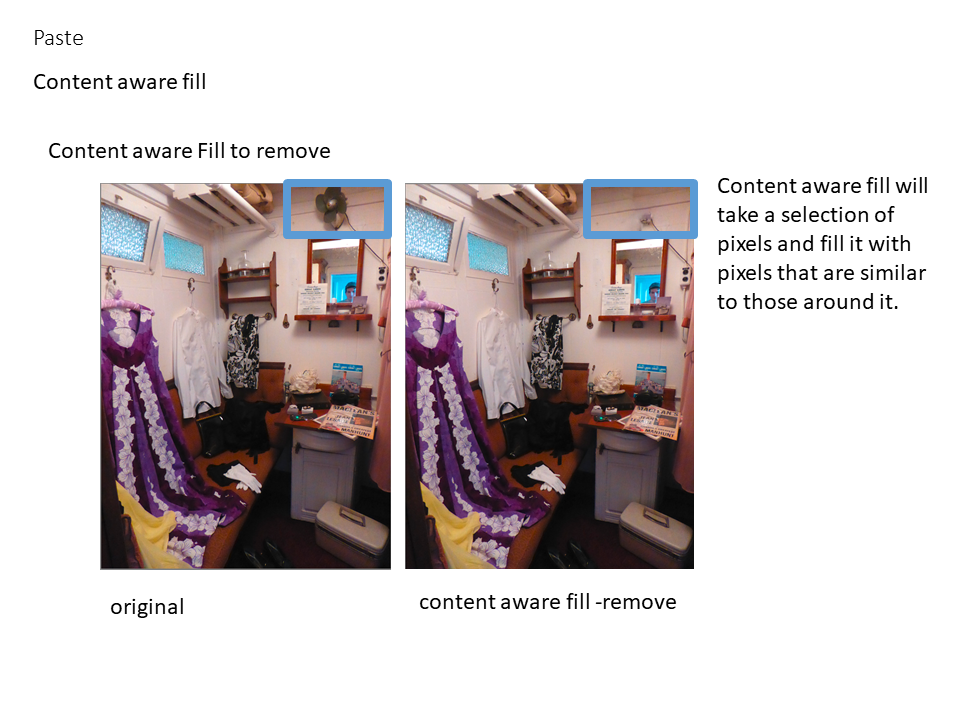 Paste
Content aware fill
Content aware Fill to remove
Content aware fill will
take a selection of
pixels and fill it with
pixels that are similar
to those around it.
original
content aware fill -remove